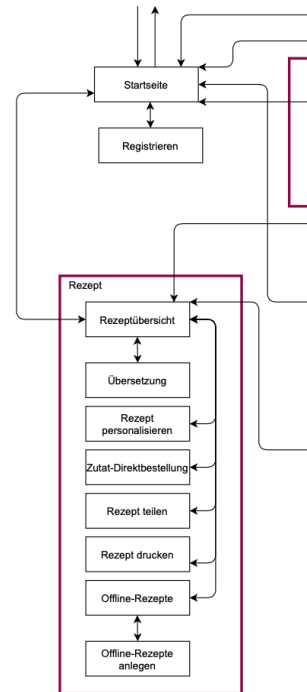 Startseite
Registrieren
Rezept
Rezeptübersicht
Übersetzung
Rezept
personalisieren
Zutat-Direktbestellung
Rezept teilen
Rezept drucken
Offline-Rezepte
Offline-Rezepte
anlegen